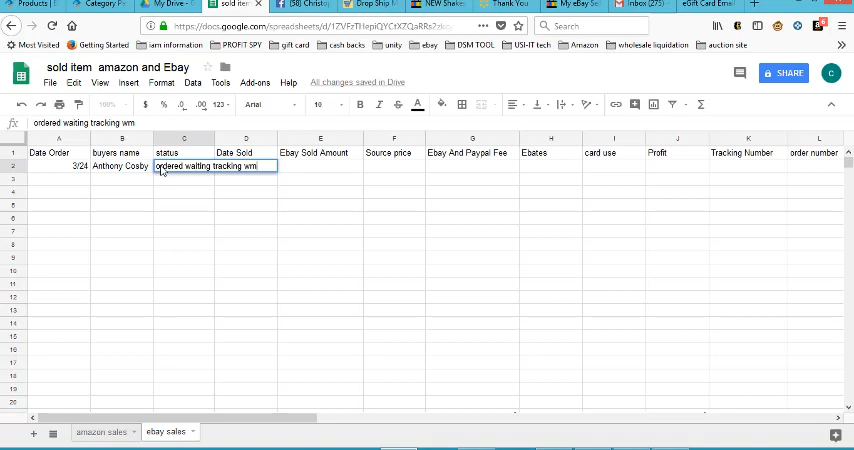 Products | E
Category Pr
My Drive - G
sold item a
(58) Christo
Drop Ship M
NEW Shaker
Thank You
My eBay Sel
Inbox (275)
eGift Card Email
https://docs.google.com/spreadsheets/d/
Search
Most Visited Getting Started iam information PROFIT SPY gift card cash backs unity ebay DSM TOOL USI-IT tech Amazon wholesale liquidation auction site
sold item amazon and Ebay
File Edit View Insert Format Data Tools Add-ons Help All changes saved in Drive
SHARE
C
100% $ % .0 .00 123 Arial 10 B I S A
fx ordered waiting tracking wm
A B C D E F G H I J K L
1 Date Order buyers name status Date Sold Ebay Sold Amount Source price Ebay And Paypal Fee Ebates card use Profit Tracking Number order number
2 3/24 Anthony Cosby ordered waiting tracking wm
3
4
5
6
7
8
9
10
11
12
13
14
15
16
17
18
19
20
amazon sales ebay sales